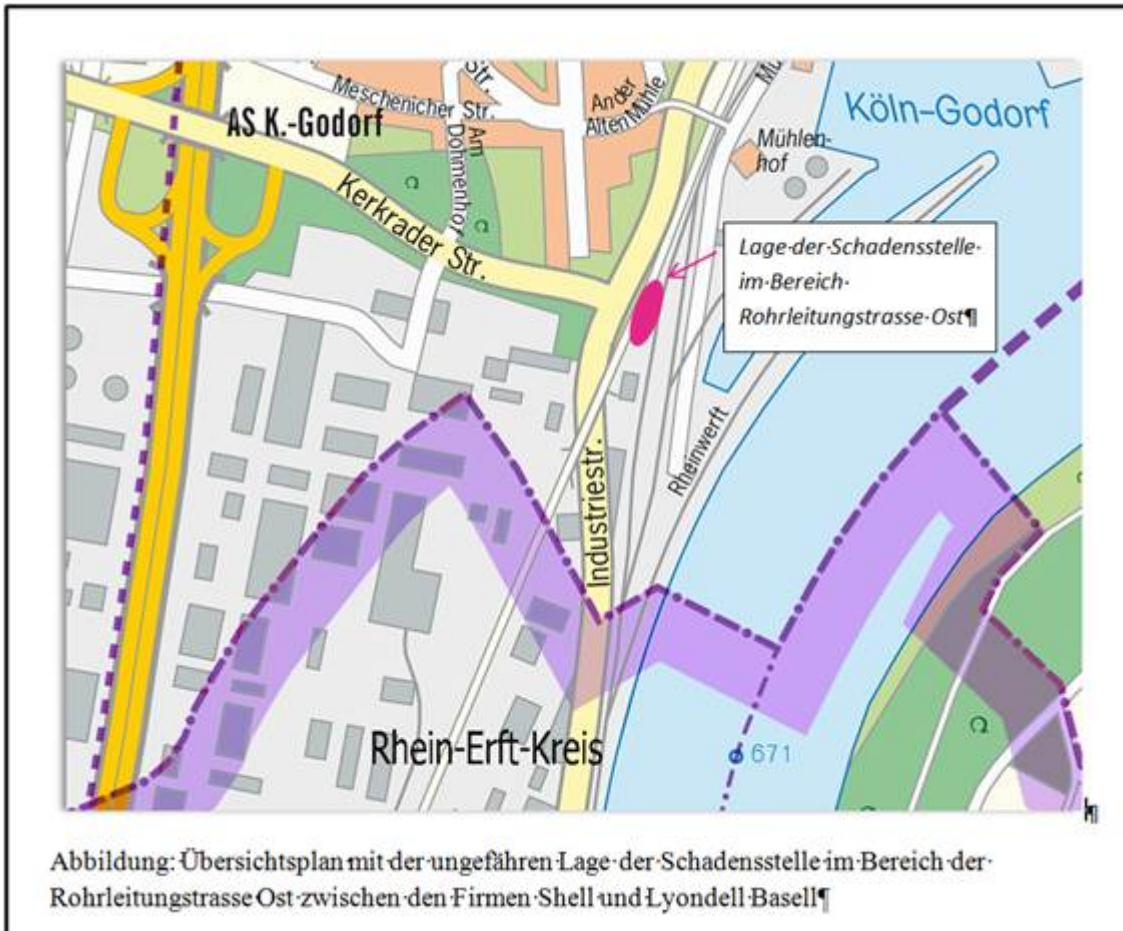 Str.
Meschenicher Str.
AS K.-Godorf
Am
Dohmenhof
An der
Alten Mühle
Mü
Köln-Godorf
Mühlen-
hof
Kerkrader Str.
Lage·der·Schadensstelle·
im·Bereich·
Rohrleitungstrasse·Ost¶
Rheinwerft
Industriestr.
Rhein-Erft-Kreis
671
¶
Abbildung:·Übersichtsplan·mit·der·ungefähren·Lage·der·Schadensstelle·im·Bereich·der·
Rohrleitungstrasse·Ost·zwischen·den·Firmen·Shell·und·Lyondell·Basell¶